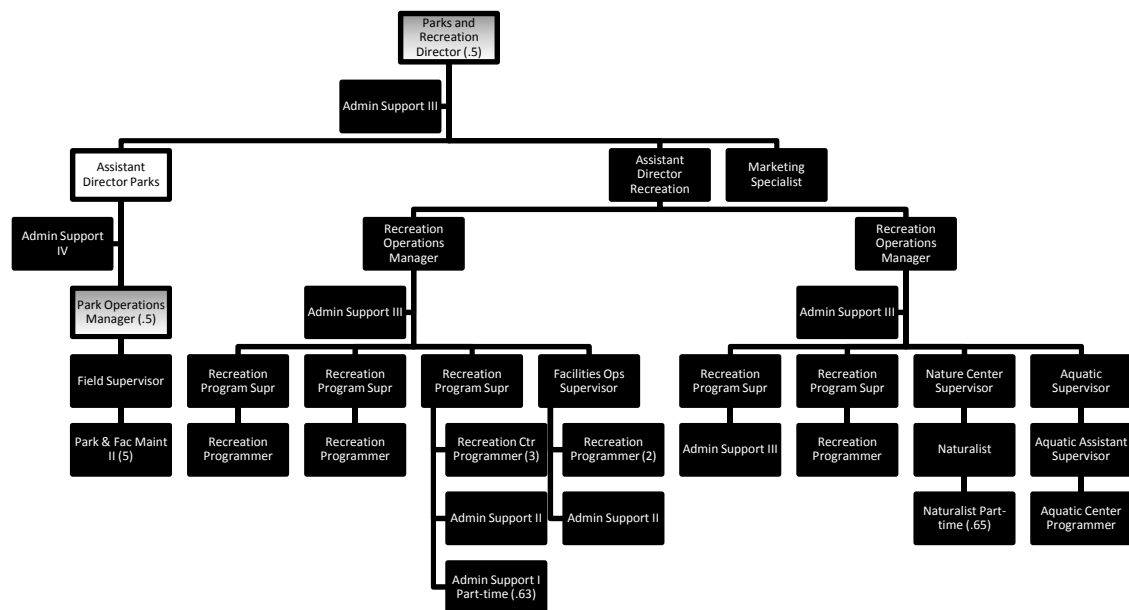 Parks and
Recreation
Director (.5)
Admin Support III
Assistant
Director Parks
Assistant
Director
Recreation
Marketing
Specialist
Admin Support
IV
Recreation
Operations
Manager
Recreation
Operations
Manager
Park Operations
Manager (.5)
Admin Support III
Admin Support III
Field Supervisor
Recreation
Program Supr
Recreation
Program Supr
Recreation
Program Supr
Facilities Ops
Supervisor
Recreation
Program Supr
Recreation
Program Supr
Nature Center
Supervisor
Aquatic
Supervisor
Park & Fac Maint
II (5)
Recreation
Programmer
Recreation
Programmer
Recreation Ctr
Programmer (3)
Recreation
Programmer (2)
Admin Support III
Recreation
Programmer
Naturalist
Aquatic Assistant
Supervisor
Admin Support II
Admin Support II
Naturalist Part-
time (.65)
Aquatic Center
Programmer
Admin Support I
Part-time (.63)